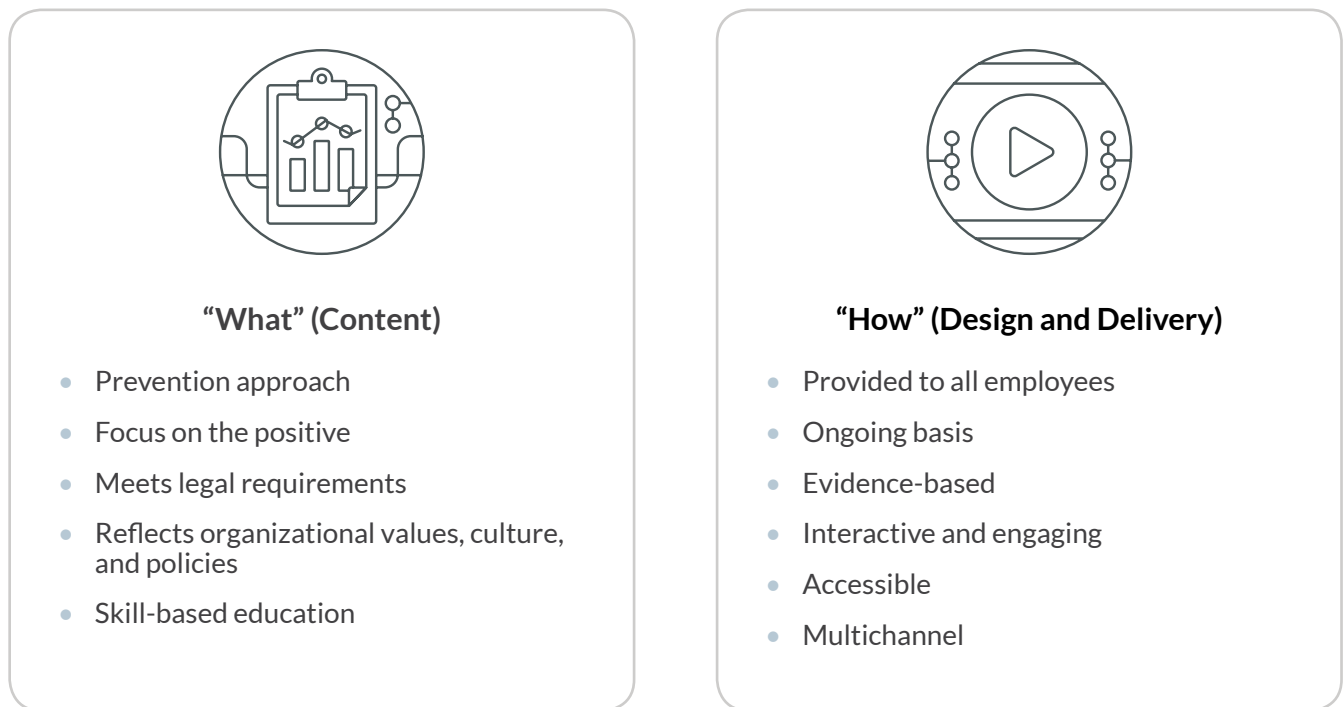 “What” (Content)
Prevention approach
Focus on the positive
Meets legal requirements
Reflects organizational values, culture,
and policies
Skill-based education
“How” (Design and Delivery)
Provided to all employees
Ongoing basis
Evidence-based
Interactive and engaging
Accessible
Multichannel